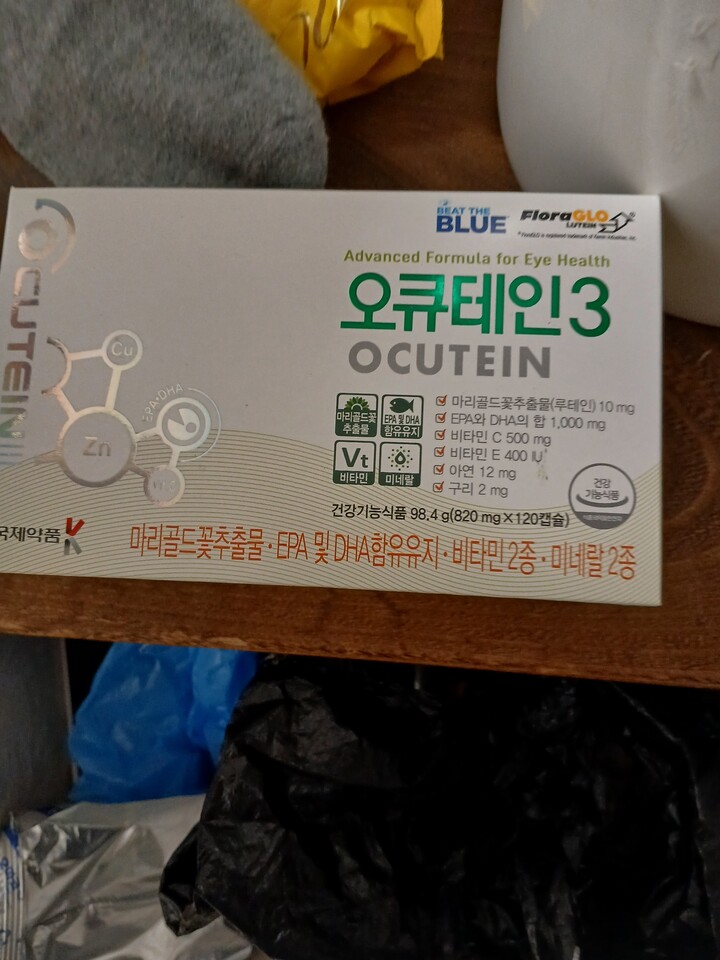 BEAT THE
BLUE
FloraGLO
LUTEIN
Advanced Formula for Eye Health
오큐테인3
OCUTEIN
OCUTEIN
Cu
EPA·DHA
Zn
마리골드꽃
추출물
EPA 및 DHA
함유유지
Vt
비타민
미네랄
마리골드꽃추출물(루테인) 10 mg
EPA와 DHA의 합 1,000 mg
비타민 C 500 mg
비타민 E 400 IU
아연 12 mg
구리 2 mg
건강
기능식품
건강기능식품 98.4 g(820 mg×120캡슐)
국제약품
마리골드꽃추출물·EPA 및 DHA함유유지·비타민 2종·미네랄 2종